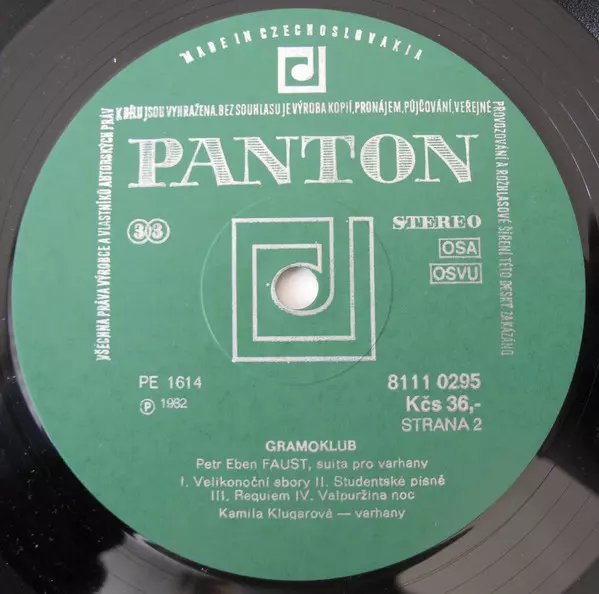 MADE IN CZECHOSLOVAKIA
VŠECHNA PRÁVA VÝROBCE A VLASTNÍKŮ AUTORSKÝCH PRÁV K DÍLU JSOU VYHRAŽENA. BEZ SOUHLASU JE VÝROBA KOPIÍ, PRONÁJEM, PŮJČOVÁNÍ, VEŘEJNÉ PROVOZOVÁNÍ A ROZHLASOVÉ ŠÍŘENÍ TÉTO DESKY ZAKÁZÁNO
PANTON
33
STEREO
OSA
OSVU
PE 1614
8111 0295
Ⓟ 1982
Kčs 36,-
STRANA 2
GRAMOKLUB
Petr Eben FAUST, suita pro varhany
I. Velikonoční sbory II. Studentské písně
III. Requiem IV. Valpuržina noc
Kamila Klugarová — varhany